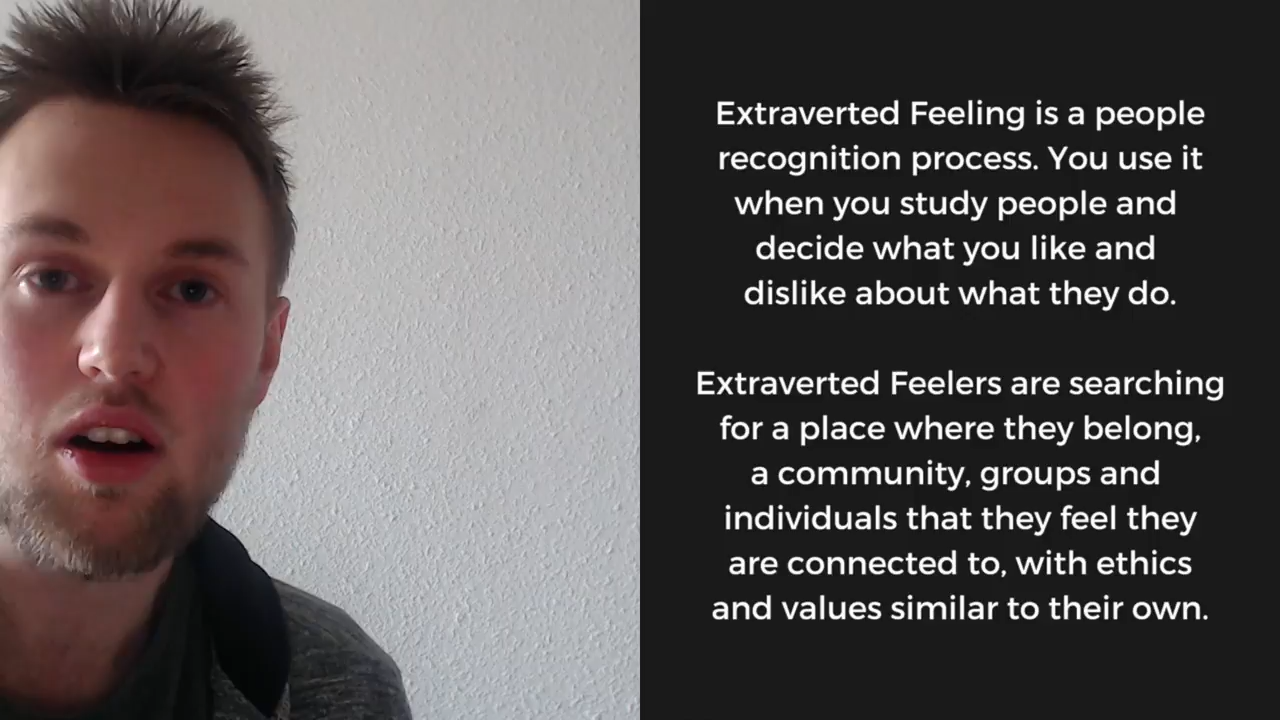 Extraverted Feeling is a people
recognition process. You use it
when you study people and
decide what you like and
dislike about what they do.
Extraverted Feelers are searching
for a place where they belong,
a community, groups and
individuals that they feel they
are connected to, with ethics
and values similar to their own.